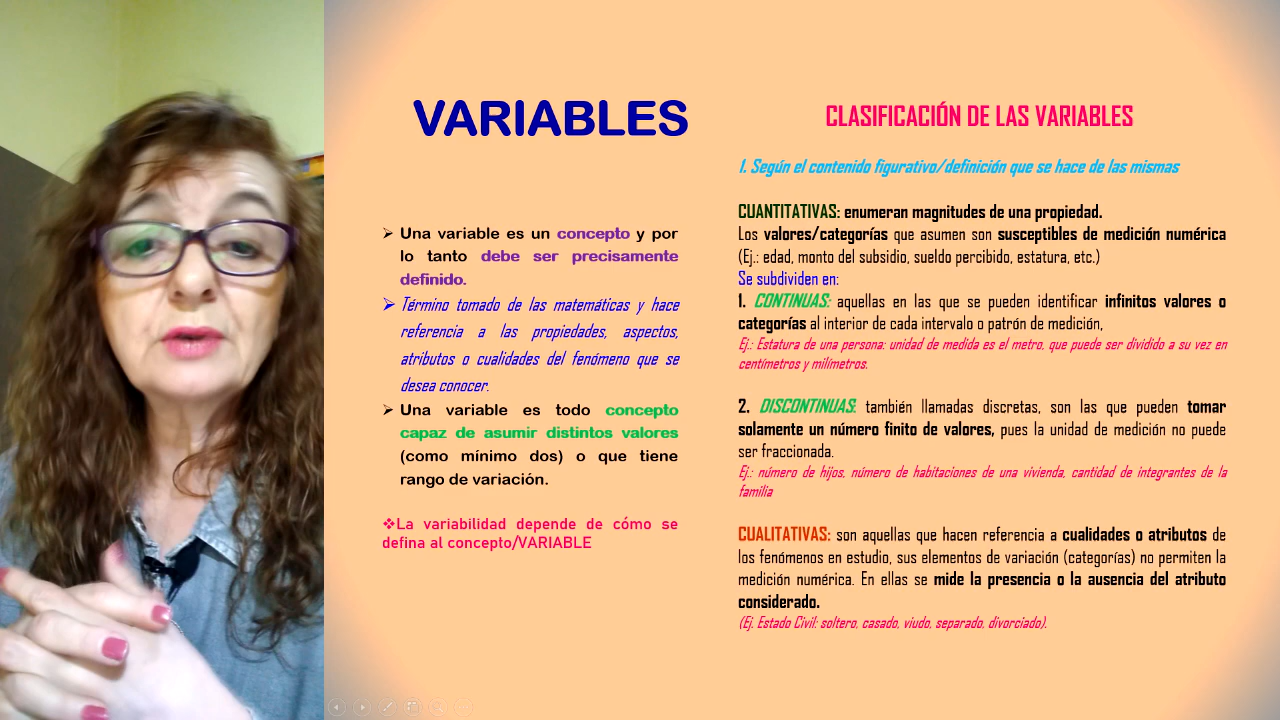 VARIABLES
Una variable es un concepto y por
lo tanto debe ser precisamente
definido.
Término tomado de las matemáticas y hace
referencia a las propiedades, aspectos,
atributos o cualidades del fenómeno que se
desea conocer.
Una variable es todo concepto
capaz de asumir distintos valores
(como mínimo dos) o que tiene
rango de variación.
La variabilidad depende de cómo se
defina al concepto/VARIABLE
CLASIFICACIÓN DE LAS VARIABLES
1. Según el contenido figurativo/definición que se hace de las mismas
CUANTITATIVAS: enumeran magnitudes de una propiedad.
Los valores/categorías que asumen son susceptibles de medición numérica
(Ej.: edad, monto del subsidio, sueldo percibido, estatura, etc.)
Se subdividen en:
1. CONTINUAS: aquellas en las que se pueden identificar infinitos valores o
categorías al interior de cada intervalo o patrón de medición,
Ej.: Estatura de una persona: unidad de medida es el metro, que puede ser dividido a su vez en
centímetros y milímetros.
2. DISCONTINUAS: también llamadas discretas, son las que pueden tomar
solamente un número finito de valores, pues la unidad de medición no puede
ser fraccionada.
Ej.: número de hijos, número de habitaciones de una vivienda, cantidad de integrantes de la
familia
CUALITATIVAS: son aquellas que hacen referencia a cualidades o atributos de
los fenómenos en estudio, sus elementos de variación (categorías) no permiten la
medición numérica. En ellas se mide la presencia o la ausencia del atributo
considerado.
(Ej. Estado Civil: soltero, casado, viudo, separado, divorciado).